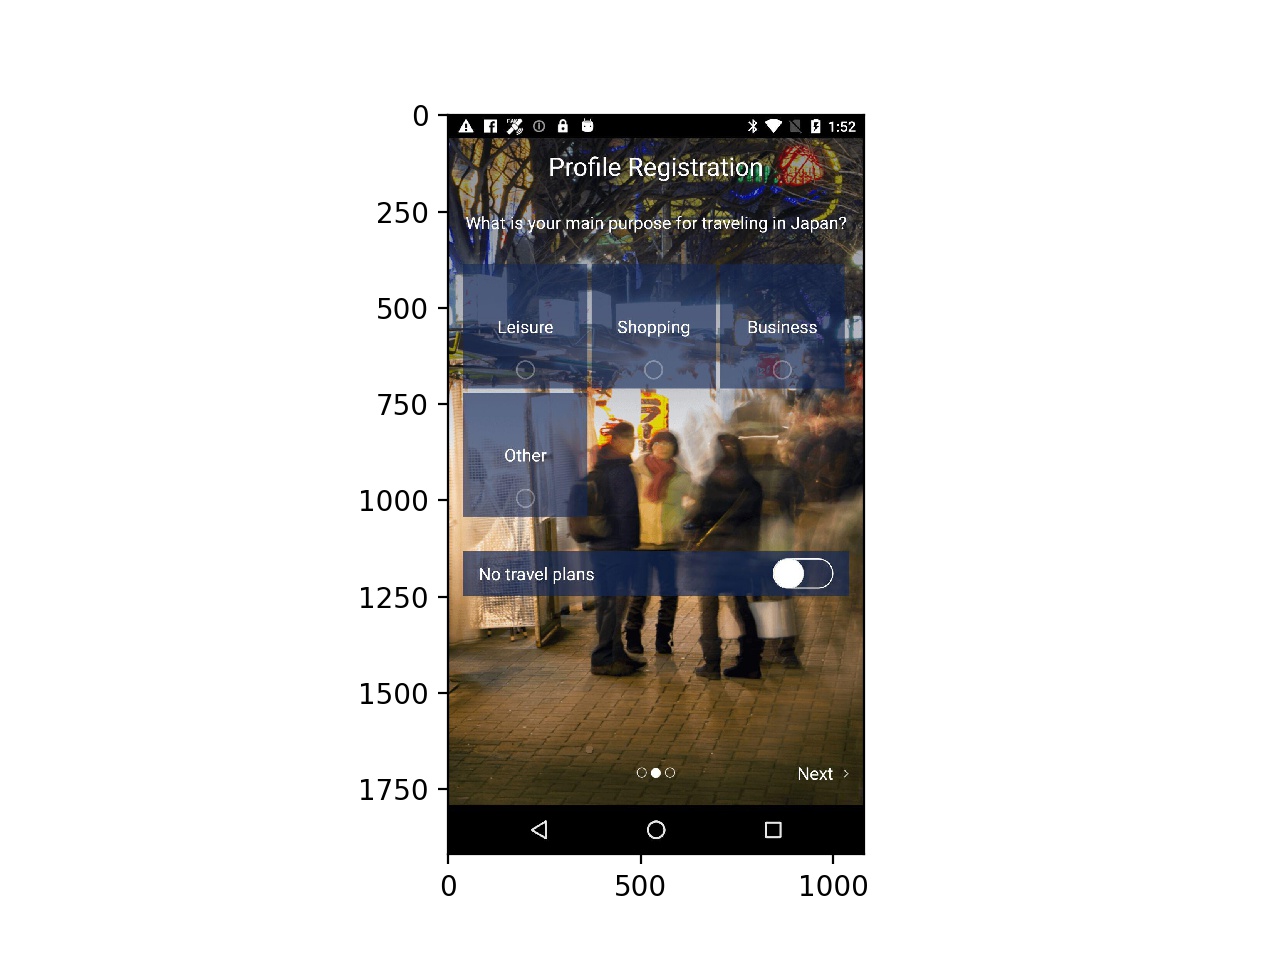 1:52
Profile Registration
What is your main purpose for traveling in Japan?
Leisure
Shopping
Business
Other
No travel plans
Next
0
250
500
750
1000
1250
1500
1750
0
500
1000